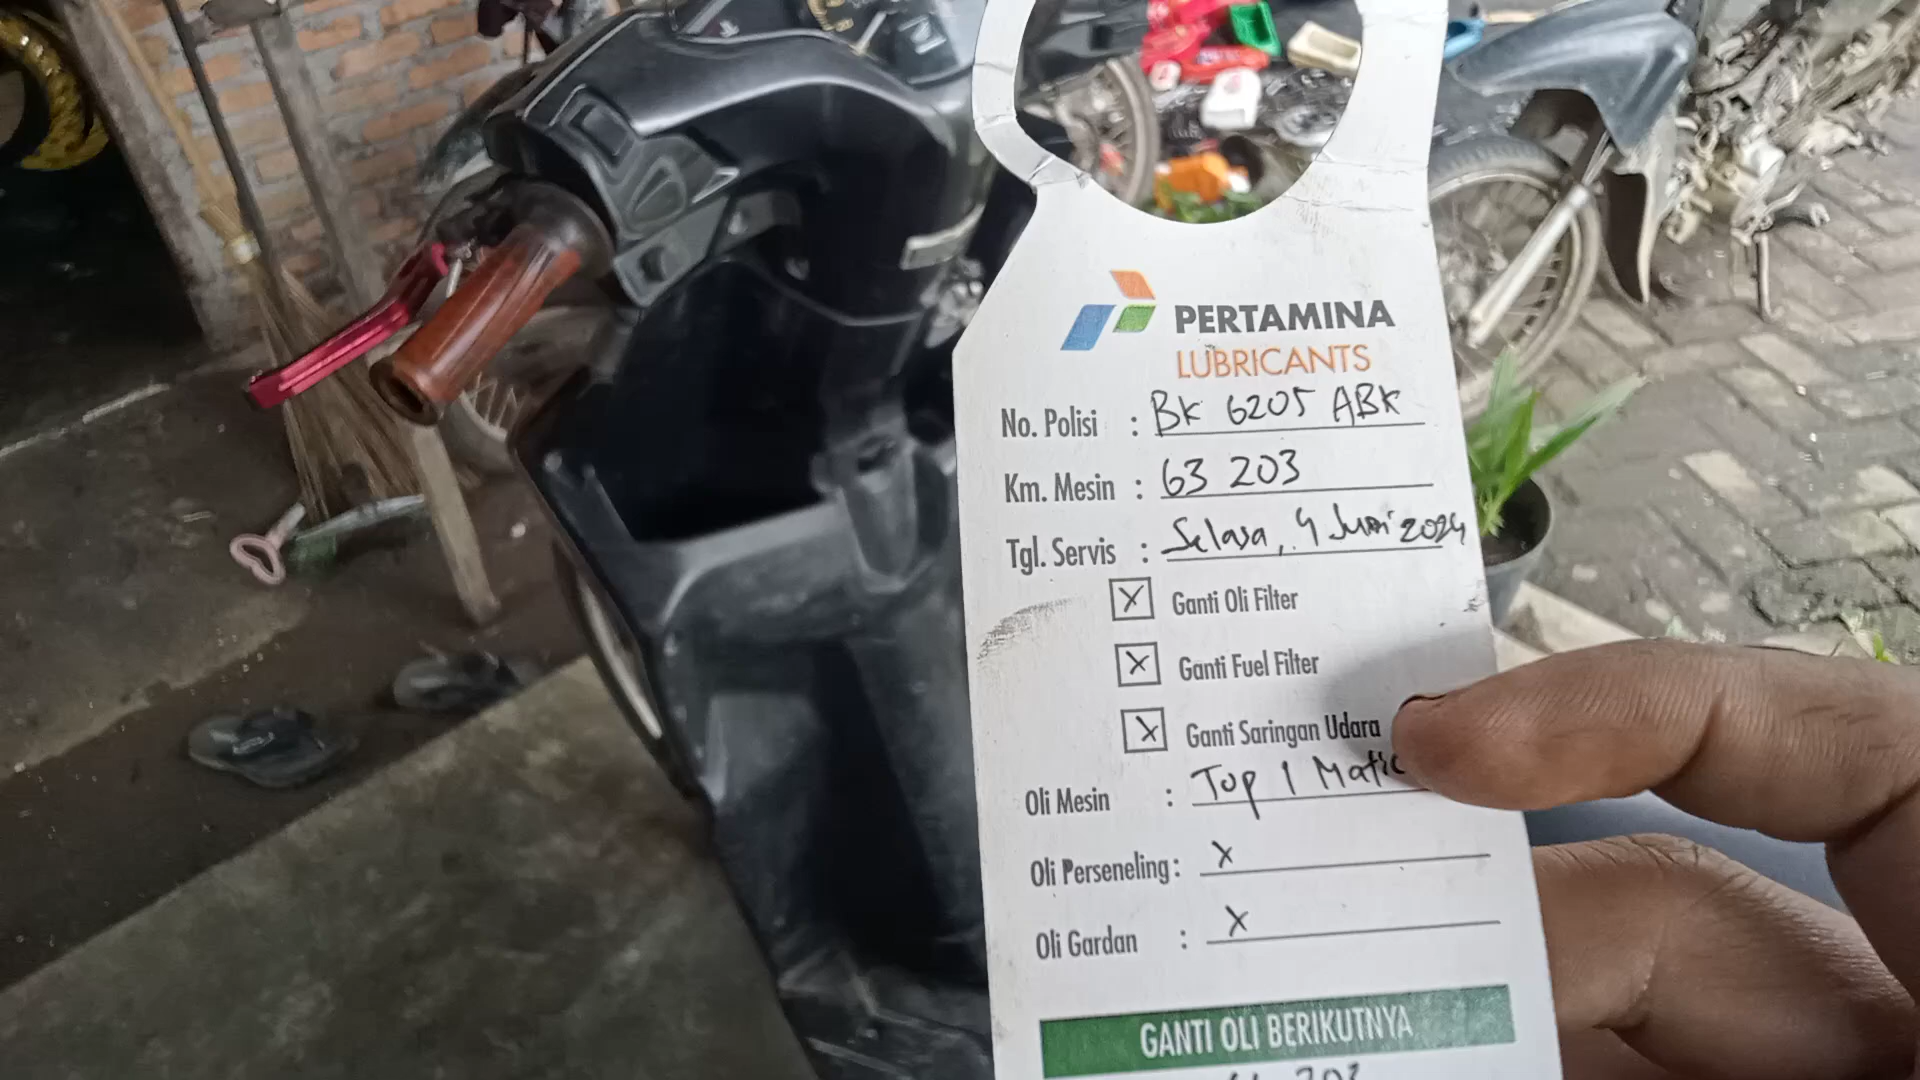 PERTAMINA
LUBRICANTS
No. Polisi : BK 6205 ABK
Km. Mesin : 63 203
Tgl. Servis : Selasa, 4 Juni 2024
X Ganti Oli Filter
X Ganti Fuel Filter
X Ganti Saringan Udara
Oli Mesin : Top 1 Matic
Oli Perseneling : X
Oli Gardan : X
GANTI OLI BERIKUTNYA